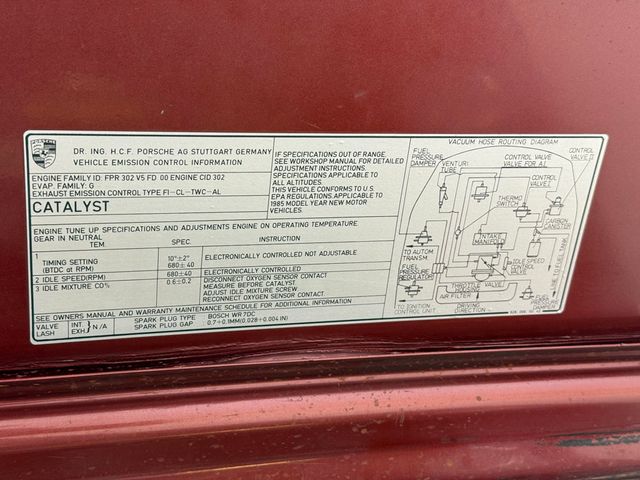 PORSCHE
DR. ING. H.C.F. PORSCHE AG STUTTGART GERMANY
VEHICLE EMISSION CONTROL INFORMATION
ENGINE FAMILY ID: FPR 302 V5 FD 00 ENGINE CID 302
EVAP. FAMILY: G
EXHAUST EMISSION CONTROL TYPE FI-CL-TWC-AL
CATALYST
IF SPECIFICATIONS OUT OF RANGE.
SEE WORKSHOP MANUAL FOR DETAILED
ADJUSTMENT INSTRUCTIONS.
SPECIFICATIONS APPLICABLE TO
ALL ALTITUDES.
THIS VEHICLE CONFORMS TO U.S.
EPA REGULATIONS APPLICABLE TO
1985 MODEL YEAR NEW MOTOR
VEHICLES.
ENGINE TUNE UP SPECIFICATIONS AND ADJUSTMENTS ENGINE ON OPERATING TEMPERATURE
GEAR IN NEUTRAL
TEM. SPEC. INSTRUCTION
1 TIMING SETTING 10°±2° ELECTRONICALLY CONTROLLED NOT ADJUSTABLE
(BTDC at RPM) 680±40
2 IDLE SPEED(RPM) 680±40 ELECTRONICALLY CONTROLLED
3 IDLE MIXTURE CO% 0.6±0.2 DISCONNECT OXYGEN SENSOR CONTACT
MEASURE BEFORE CATALYST
ADJUST IDLE MIXTURE SCREW
RECONNECT OXYGEN SENSOR CONTACT
SEE OWNERS MANUAL AND WARRANTY MAINTENANCE SCHEDULE FOR ADDITIONAL INFORMATION
VALVE LASH INT. EXH. } N/A
SPARK PLUG TYPE BOSCH WR 7DC
SPARK PLUG GAP 0.7+0.1MM(0.028+0.004 IN)
VACUUM HOSE ROUTING DIAGRAM
FUEL PRESSURE DAMPER
VENTURI TUBE
CONTROL VALVE
VALVE FOR A/
CONTROL VALVE
CONTROL VALVE
THERMO SWITCH
CARBON CANISTER
INTAKE MANIFOLD
TO AUTOM TRANSM.
FUEL PRESSURE REGULATOR
IDLE SPEED CONTROL VALVE
LINE TO FUEL TANK
THROTTLE HOUSING
AIR FILTER
TO IGNITION CONTROL UNIT
DRIVING DIRECTION